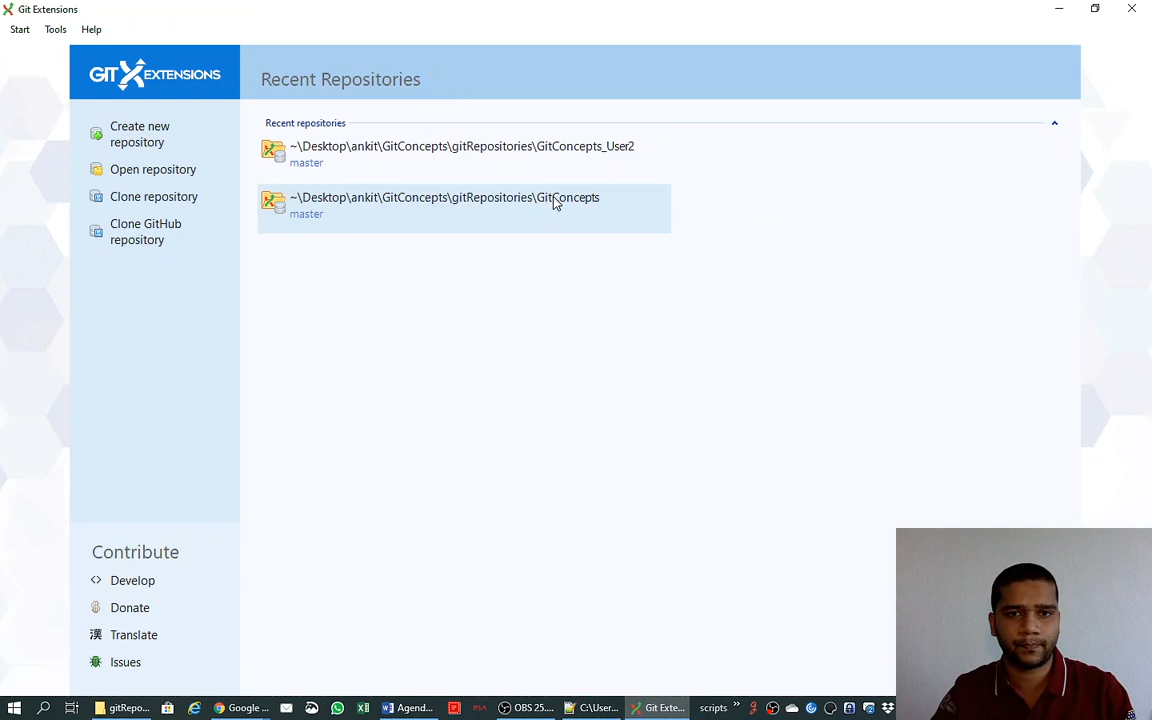 Git Extensions
Start Tools Help
GIT EXTENSIONS
Recent Repositories
Recent repositories
~\Desktop\ankit\GitConcepts\gitRepositories\GitConcepts_User2
master
~\Desktop\ankit\GitConcepts\gitRepositories\GitConcepts
master
Create new
repository
Open repository
Clone repository
Clone GitHub
repository
Contribute
<> Develop
Donate
漢 Translate
Issues
gitRepo... Google ... Agend... OBS 25.... C:\User... Git Exte... scripts »